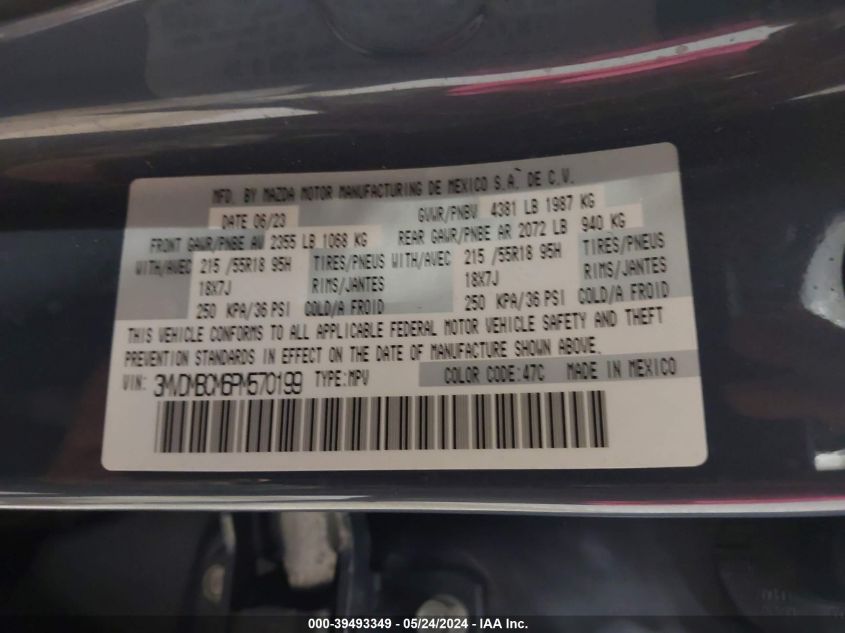 MFD. BY MAZDA MOTOR MANUFACTURING DE MEXICO S.A. DE C.V.
DATE 06/23 GVWR/PNBV 4381 LB 1987 KG
FRONT GAWR/PNBE AV 2355 LB 1068 KG REAR GAWR/PNBE AR 2072 LB 940 KG
WITH/AVEC 215 /55R18 95H TIRES/PNEUS WITH/AVEC 215 /55R18 95H TIRES/PNEUS
18X7J RIMS/JANTES 18X7J RIMS/JANTES
250 KPA/36 PSI COLD/A FROID 250 KPA/36 PSI COLD/A FROID
THIS VEHICLE CONFORMS TO ALL APPLICABLE FEDERAL MOTOR VEHICLE SAFETY AND THEFT
PREVENTION STANDARDS IN EFFECT ON THE DATE OF MANUFACTURE SHOWN ABOVE.
VIN: 3MVDMBCM6PM570199 TYPE:MPV COLOR CODE:47C MADE IN MEXICO
000-39493349 - 05/24/2024 - IAA Inc.